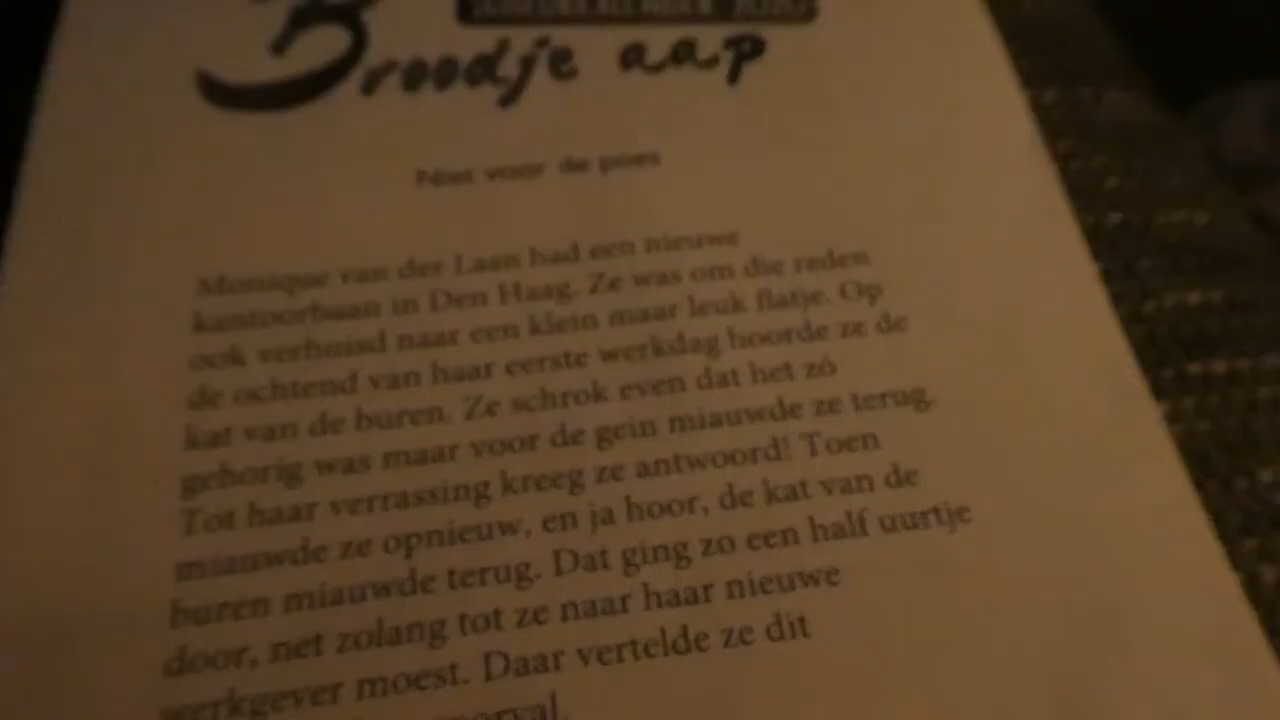 Broodje aap
Niet voor de poes
Monique van der Laan had een nieuwe
kantoorbaan in Den Haag. Ze was om die reden
ook verhuisd naar een klein maar leuk flatje. Op
de ochtend van haar eerste werkdag hoorde ze de
kat van de buren. Ze schrok even dat het zó
gehorig was maar voor de gein miauwde ze terug.
Tot haar verrassing kreeg ze antwoord! Toen
miauwde ze opnieuw, en ja hoor, de kat van de
buren miauwde terug. Dat ging zo een half uurtje
door, net zolang tot ze naar haar nieuwe
werkgever moest. Daar vertelde ze dit